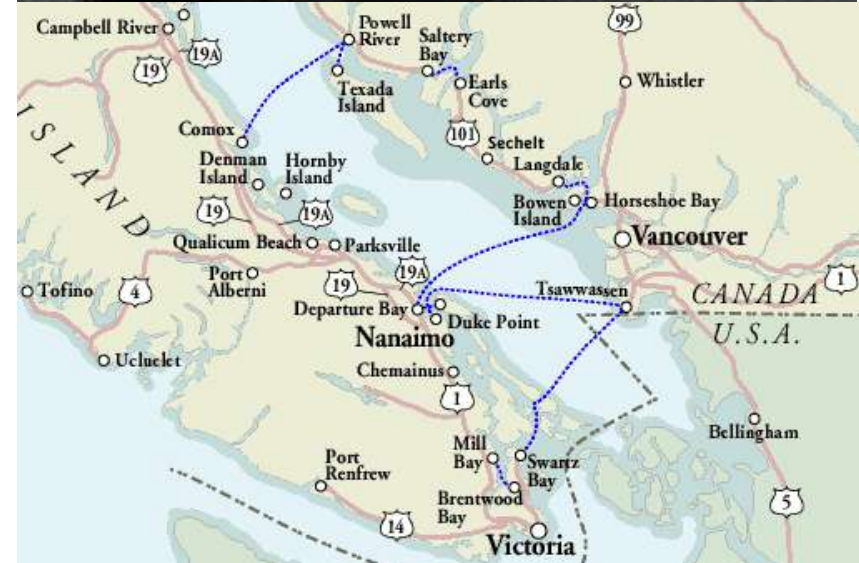 99
Campbell River
Powell
River
Saltery
Bay
19A
19
Texada
Island
Earls
Cove
Whistler
ISLAND
101
Comox
Sechelt
Denman
Island
Hornby
Island
Langdale
Bowen
Island
Horseshoe Bay
19
19A
Qualicum Beach
Parksville
Vancouver
Port
Alberni
19A
1
Tofino
4
19
Tsawwassen
CANADA
Departure Bay
Duke Point
U.S.A.
Nanaimo
Ucluelet
Chemainus
1
Bellingham
Mill
Bay
Port
Renfrew
Swartz
Bay
Brentwood
Bay
5
14
Victoria